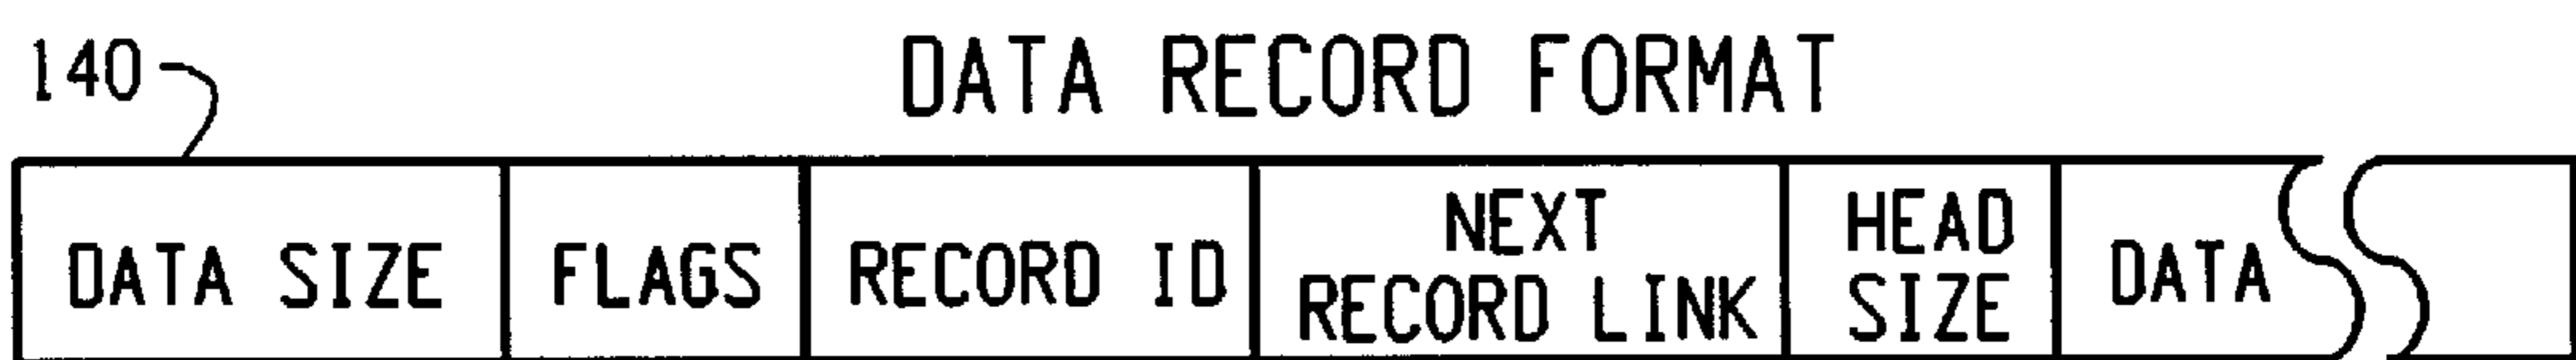 140
DATA RECORD FORMAT
DATA SIZE
FLAGS
RECORD ID
NEXT
RECORD LINK
HEAD
SIZE
DATA